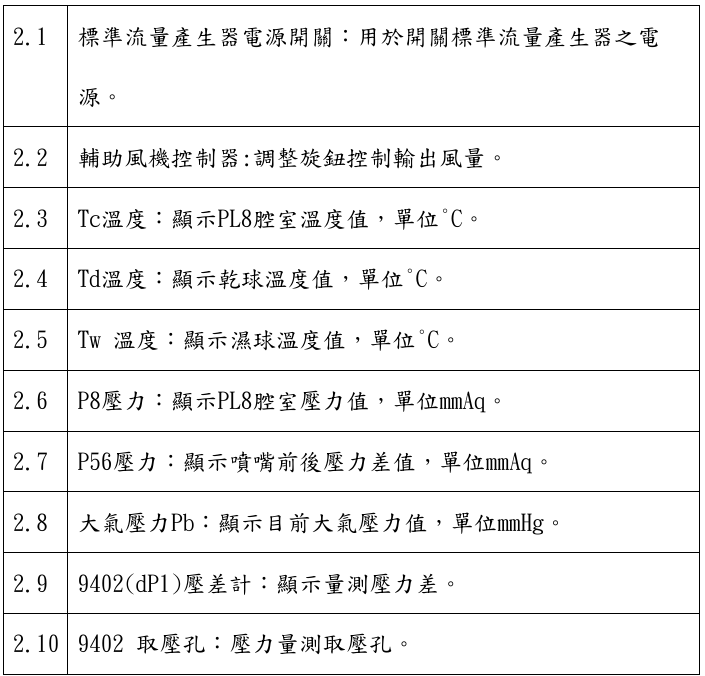 2.1 標準流量產生器電源開關：用於開關標準流量產生器之電
源。
2.2 輔助風機控制器:調整旋鈕控制輸出風量。
2.3 Tc溫度：顯示PL8腔室溫度值，單位°C。
2.4 Td溫度：顯示乾球溫度值，單位°C。
2.5 Tw 溫度：顯示濕球溫度值，單位°C。
2.6 P8壓力：顯示PL8腔室壓力值，單位mmAq。
2.7 P56壓力：顯示噴嘴前後壓力差值，單位mmAq。
2.8 大氣壓力Pb：顯示目前大氣壓力值，單位mmHg。
2.9 9402(dP1)壓差計：顯示量測壓力差。
2.10 9402 取壓孔：壓力量測取壓孔。